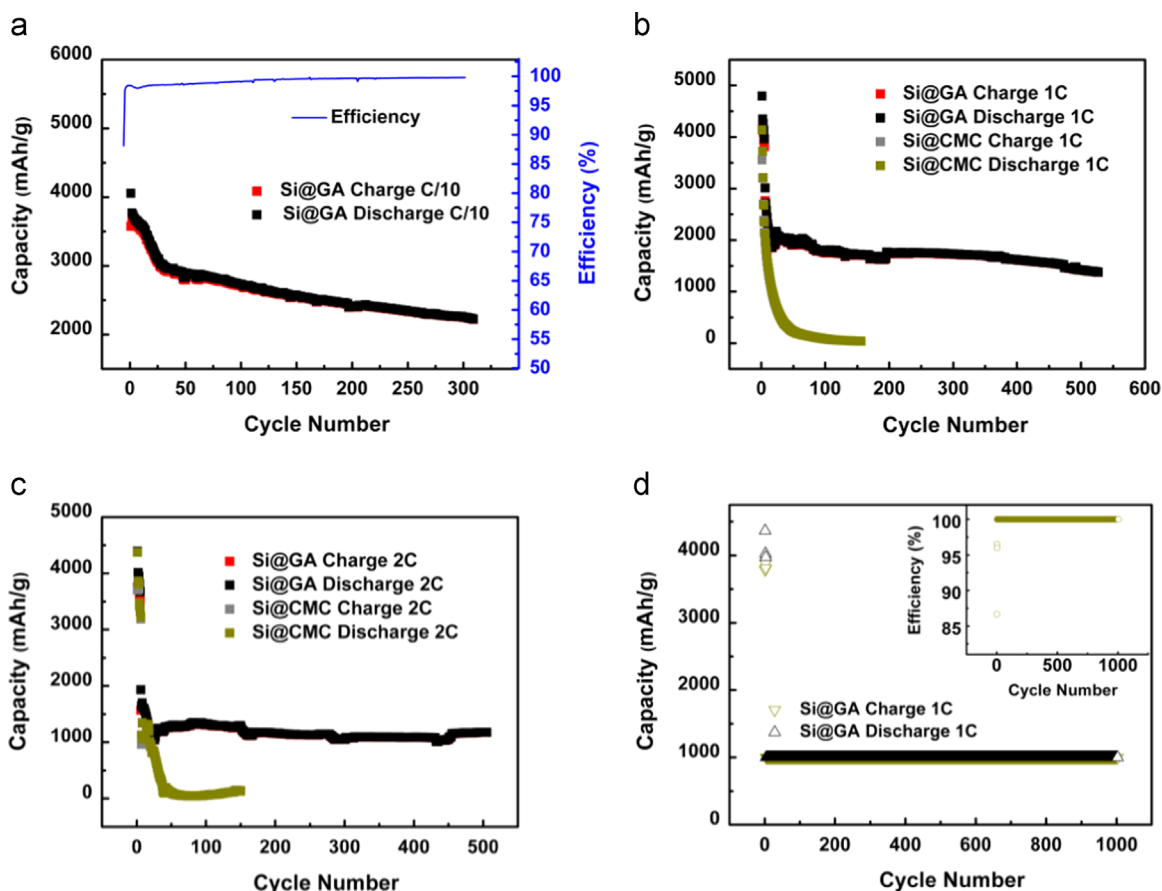 a
6000
5000
4000
3000
2000
Capacity (mAh/g)
100
95
90
85
80
75
70
65
60
55
50
Efficiency (%)
Efficiency
Si@GA Charge C/10
Si@GA Discharge C/10
0 50 100 150 200 250 300
Cycle Number
b
5000
4000
3000
2000
1000
0
Capacity (mAh/g)
Si@GA Charge 1C
Si@GA Discharge 1C
Si@CMC Charge 1C
Si@CMC Discharge 1C
0 100 200 300 400 500 600
Cycle Number
c
5000
4000
3000
2000
1000
0
Capacity (mAh/g)
Si@GA Charge 2C
Si@GA Discharge 2C
Si@CMC Charge 2C
Si@CMC Discharge 2C
0 100 200 300 400 500
Cycle Number
d
4000
3000
2000
1000
0
Capacity (mAh/g)
100
95
90
85
Efficiency (%)
0 500 1000
Cycle Number
Si@GA Charge 1C
Si@GA Discharge 1C
0 200 400 600 800 1000
Cycle Number